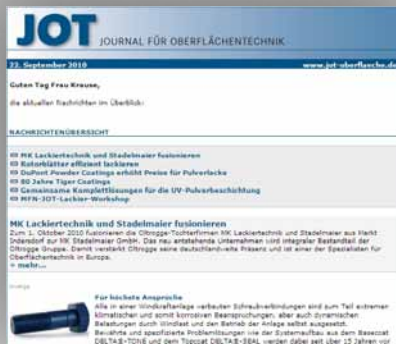 JOT
JOURNAL FÜR OBERFLÄCHENTECHNIK
22. September 2010 www.jot-oberflaeche.de
Guten Tag Frau Krause,
die aktuellen Nachrichten im Überblick:
NACHRICHTENÜBERSICHT
MK Lackiertechnik und Stadelmaier fusionieren
Rotorblätter effizient lackieren
DuPont Powder Coatings erhöht Preise für Pulverlacke
80 Jahre Tiger Coatings
Gemeinsame Komplettlösungen für die UV-Pulverbeschichtung
MFN-JOT-Lackier-Workshop
MK Lackiertechnik und Stadelmaier fusionieren
Zum 1. Oktober 2010 fusionieren die Oltrogge-Tochterfirmen MK Lackiertechnik und Stadelmaier aus Markt
Indersdorf zur MK Stadelmaier GmbH. Das neu entstehende Unternehmen wird integraler Bestandteil der
Oltrogge Gruppe. Damit verstärkt Oltrogge seine deutschlandweite Präsenz und ist einer der Spezialisten für
Oberflächentechnik in Europa.
mehr...
Anzeige
Für höchste Ansprüche
Alle in einer Windkraftanlage verbauten Schraubverbindungen sind zum Teil extremen
klimatischen und somit korrosiven Beanspruchungen, aber auch dynamischen
Belastungen durch Windlast und den Betrieb der Anlage selbst ausgesetzt.
Bewährte und spezifizierte Problemlösungen wie der Systemaufbau aus dem Basecoat
DELTA®-TONE und dem Topcoat DELTA®-SEAL werden dabei seit über 15 Jahren vor